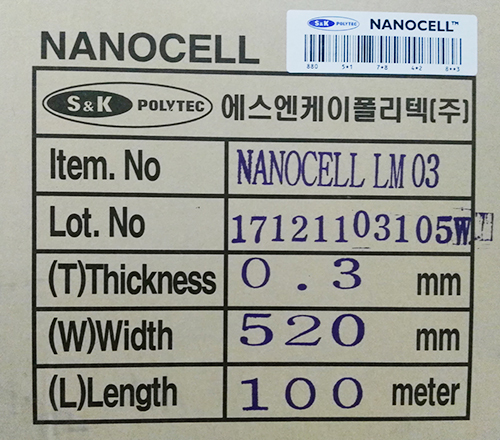 NANOCELL
S&K POLYTEC NANOCELL™
S&K POLYTEC 에스엔케이폴리텍(주)
Item. No NANOCELL LM 03
Lot. No 17121103105W
(T)Thickness 0.3 mm
(W)Width 520 mm
(L)Length 100 meter